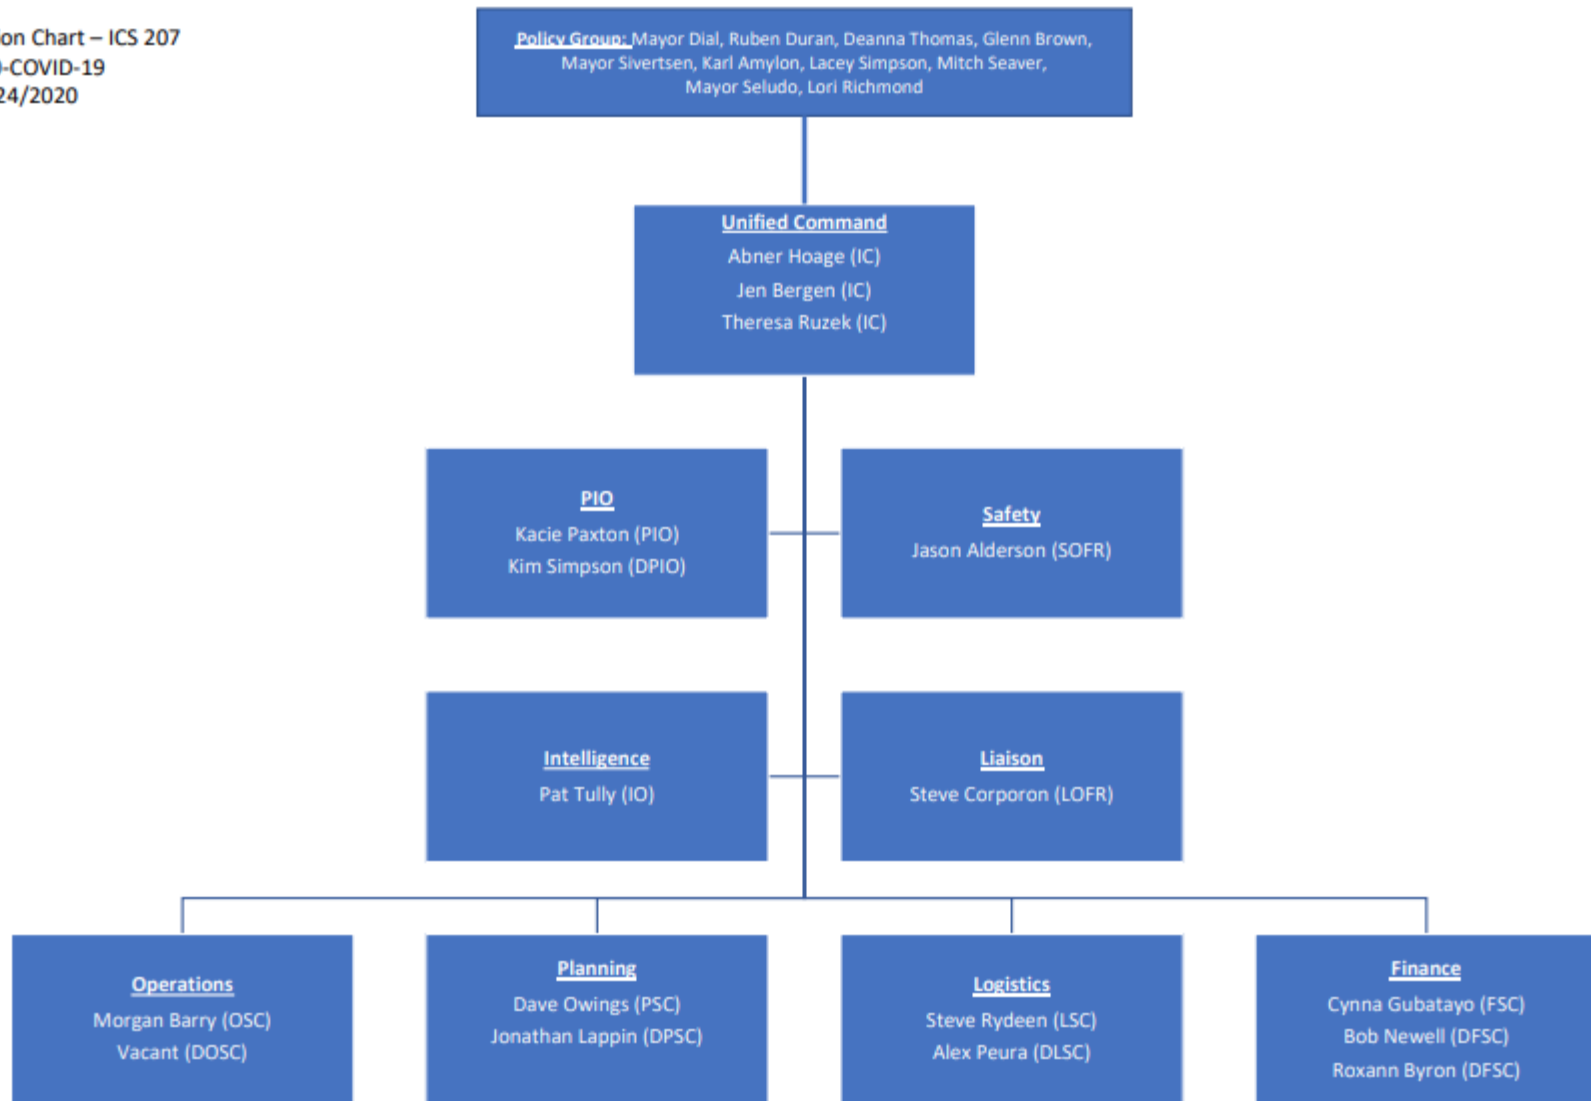 ion Chart – ICS 207
-COVID-19
24/2020
Policy Group: Mayor Dial, Ruben Duran, Deanna Thomas, Glenn Brown,
Mayor Sivertsen, Karl Amylon, Lacey Simpson, Mitch Seaver,
Mayor Seludo, Lori Richmond
Unified Command
Abner Hoage (IC)
Jen Bergen (IC)
Theresa Ruzek (IC)
PIO
Kacie Paxton (PIO)
Kim Simpson (DPIO)
Safety
Jason Alderson (SOFR)
Intelligence
Pat Tully (IO)
Liaison
Steve Corporon (LOFR)
Operations
Morgan Barry (OSC)
Vacant (DOSC)
Planning
Dave Owings (PSC)
Jonathan Lappin (DPSC)
Logistics
Steve Rydeen (LSC)
Alex Peura (DLSC)
Finance
Cynna Gubatayo (FSC)
Bob Newell (DFSC)
Roxann Byron (DFSC)